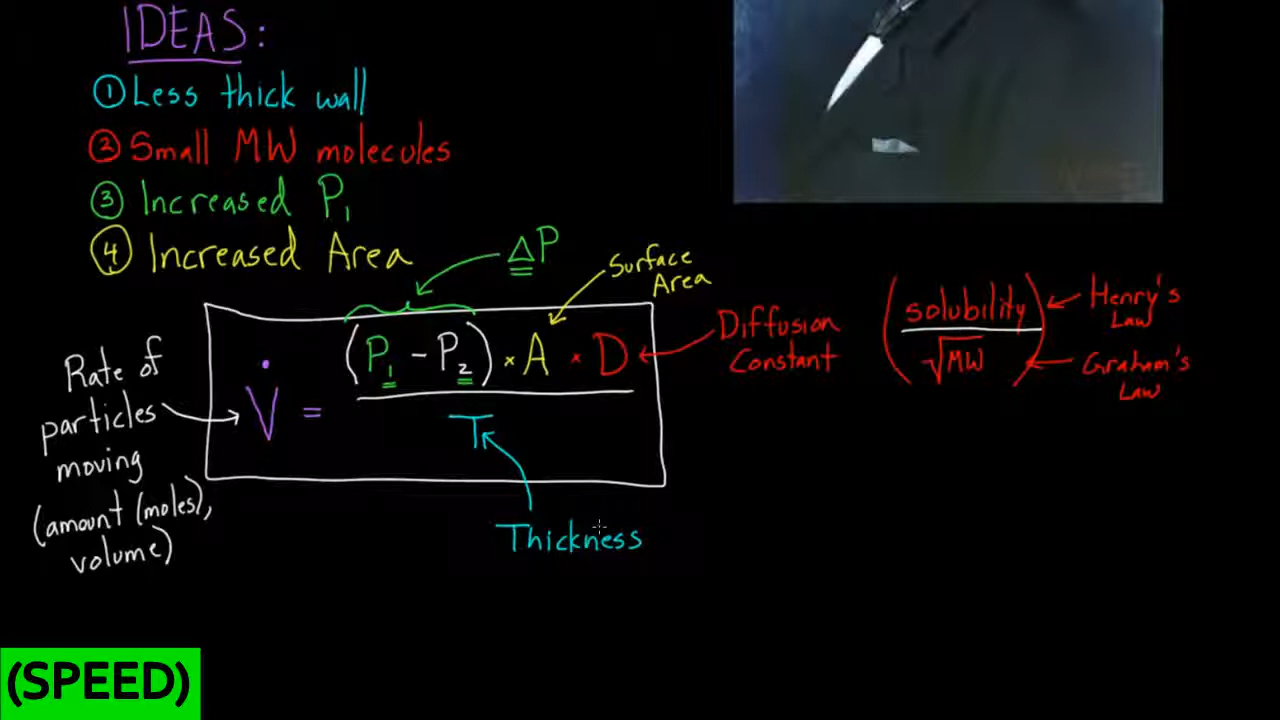 IDEAS:
① Less thick wall
② Small MW molecules
③ Increased P₁
④ Increased Area
ΔP
Surface
Area
Rate of
particles
moving
(amount (moles),
volume)
V̇ = (P₁ - P₂) × A × D
T
Thickness
Diffusion
Constant
(solubility
√MW)
Henry's
Law
Graham's
Law
(SPEED)